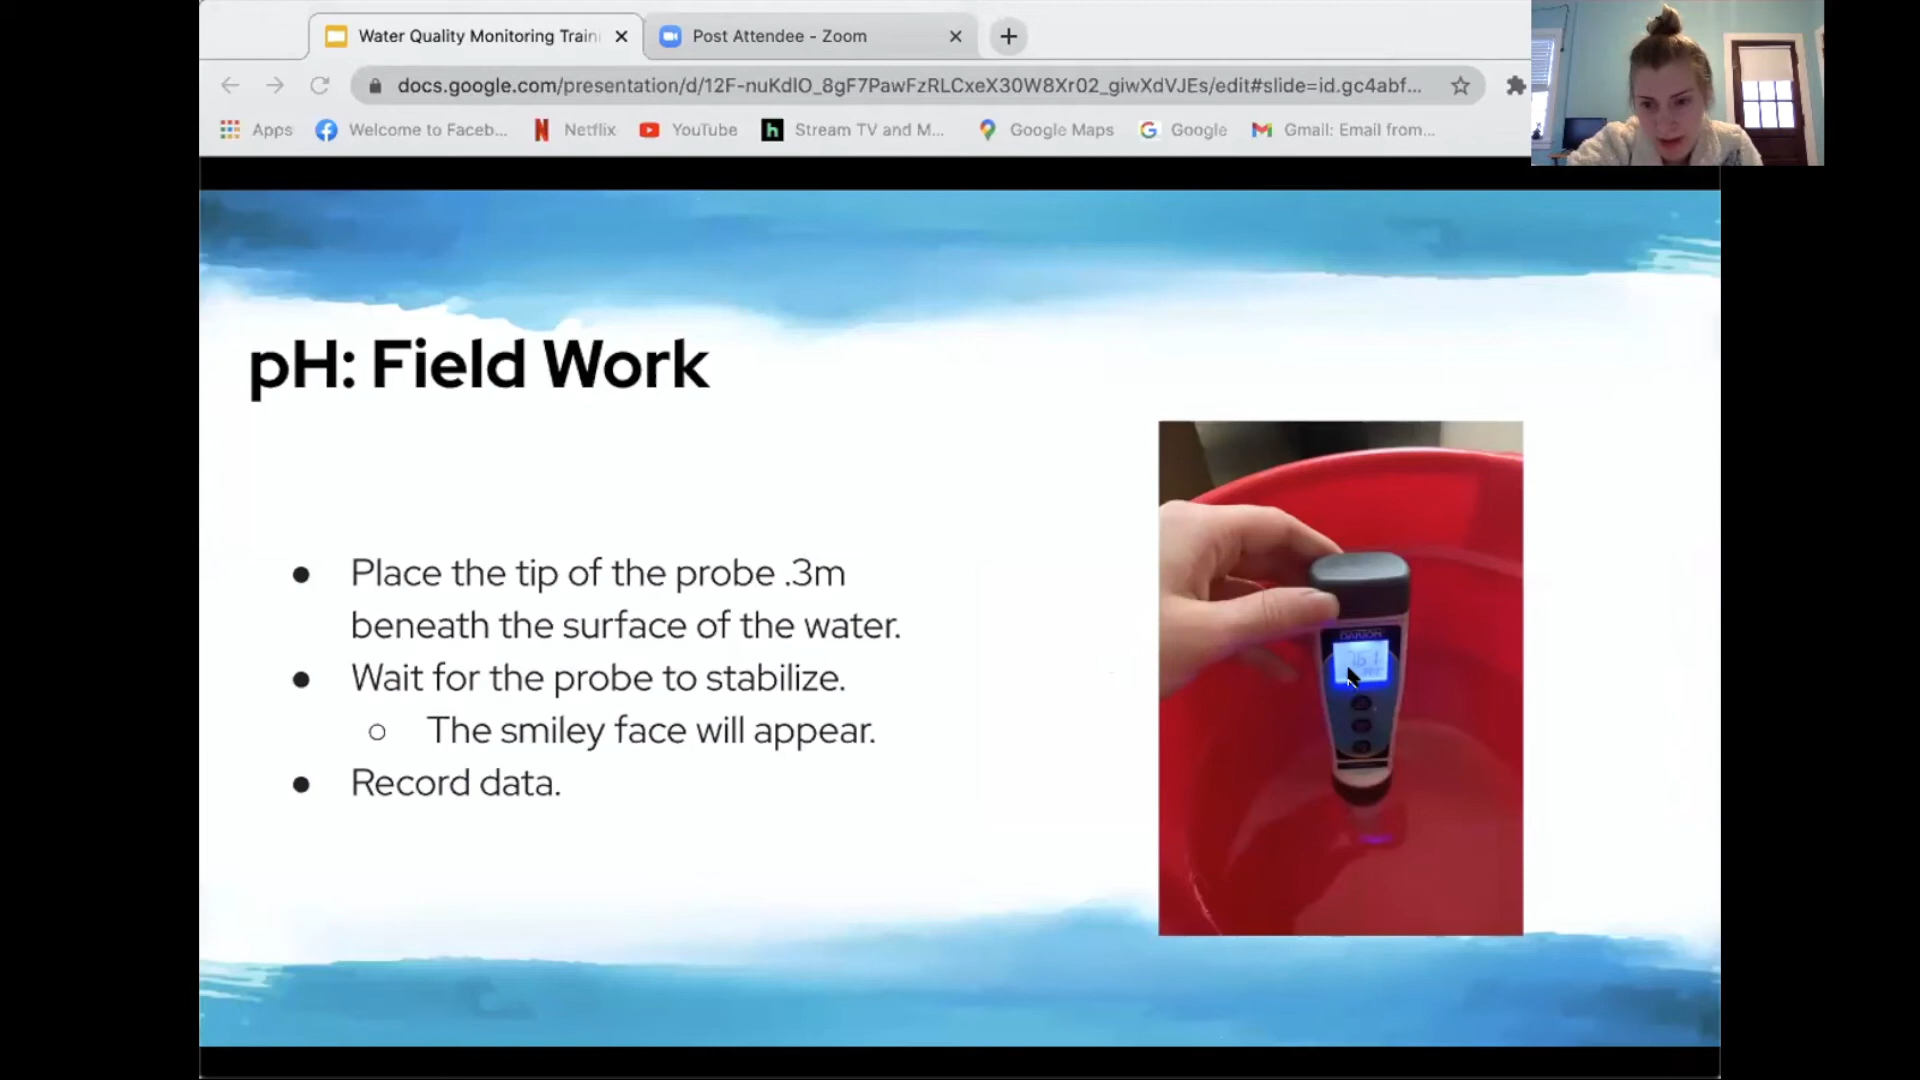 Water Quality Monitoring Train
Post Attendee - Zoom
docs.google.com/presentation/d/12F-nuKdlO_8gF7PawFzRLCxeX30W8Xr02_giwXdVJEs/edit#slide=id.gc4abf...
Apps
Welcome to Faceb...
Netflix
YouTube
Stream TV and M...
Google Maps
Google
Gmail: Email from...
pH: Field Work
● Place the tip of the probe .3m
beneath the surface of the water.
● Wait for the probe to stabilize.
○ The smiley face will appear.
● Record data.